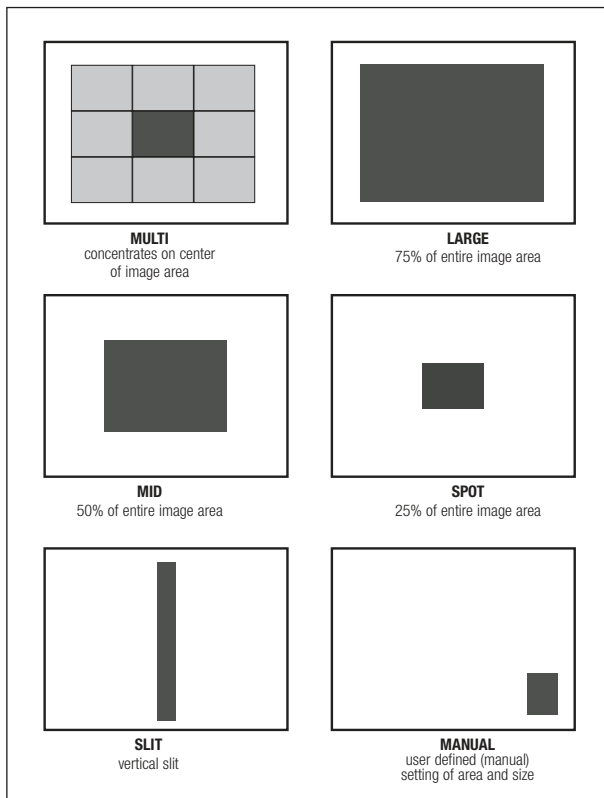 MULTI
concentrates on center
of image area
LARGE
75% of entire image area
MID
50% of entire image area
SPOT
25% of entire image area
SLIT
vertical slit
MANUAL
user defined (manual)
setting of area and size